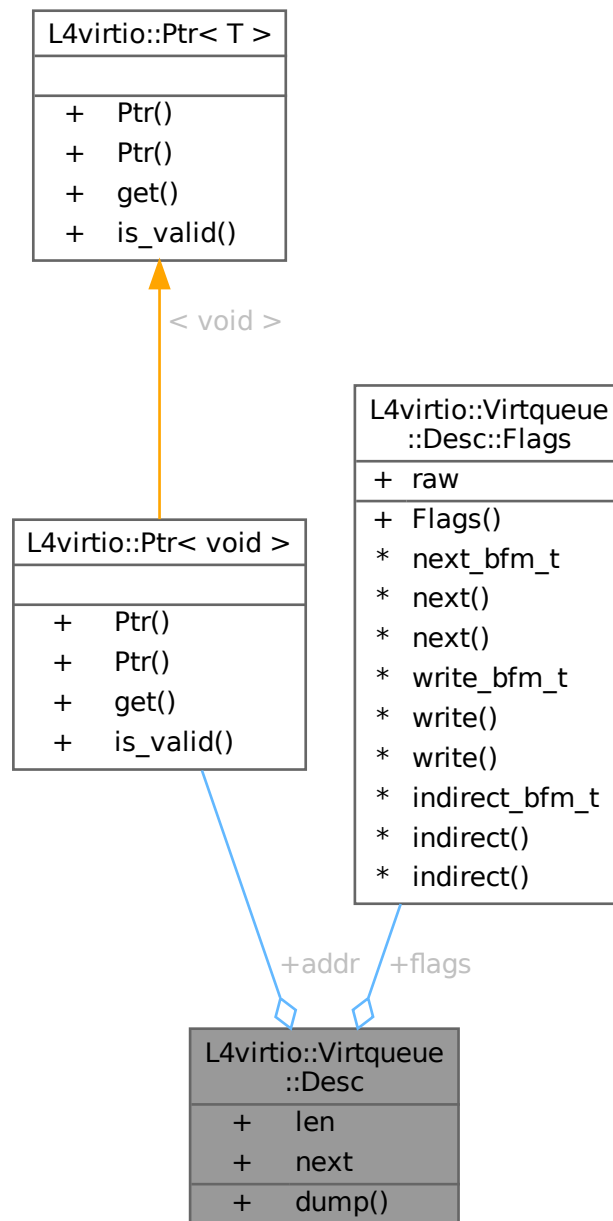 L4virtio::Ptr< T >
+ Ptr()
+ Ptr()
+ get()
+ is_valid()
< void >
L4virtio::Virtqueue
::Desc::Flags
+ raw
+ Flags()
* next_bfm_t
* next()
* next()
* write_bfm_t
* write()
* write()
* indirect_bfm_t
* indirect()
* indirect()
L4virtio::Ptr< void >
+ Ptr()
+ Ptr()
+ get()
+ is_valid()
+addr
+flags
L4virtio::Virtqueue
::Desc
+ len
+ next
+ dump()